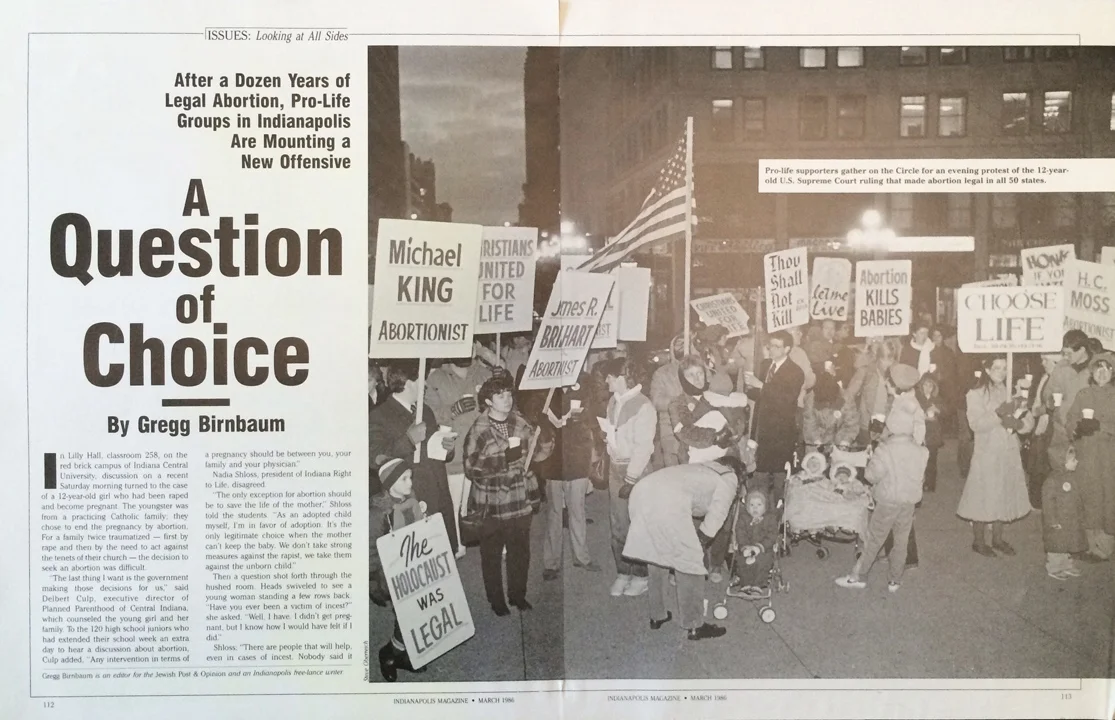 ISSUES: Looking at All Sides
After a Dozen Years of
Legal Abortion, Pro-Life
Groups in Indianapolis
Are Mounting a
New Offensive
A
Question
of
Choice
By Gregg Birnbaum
In Lilly Hall, classroom 258, on the
red brick campus of Indiana Central
University, discussion on a recent
Saturday morning turned to the case
of a 12-year-old girl who had been raped
and become pregnant. The youngster was
from a practicing Catholic family; they
chose to end the pregnancy by abortion.
For a family twice traumatized — first by
rape and then by the need to act against
the tenets of their church — the decision to
seek an abortion was difficult.
"The last thing I want is the government
making those decisions for us," said
Delbert Culp, executive director of
Planned Parenthood of Central Indiana,
which counseled the young girl and her
family. To the 120 high school juniors who
had extended their school week an extra
day to hear a discussion about abortion,
Culp added, "Any intervention in terms of
a pregnancy should be between you, your
family and your physician."
Nadia Shloss, president of Indiana Right
to Life, disagreed.
"The only exception for abortion should
be to save the life of the mother," Shloss
told the students. "As an adopted child
myself, I'm in favor of adoption. It's the
only legitimate choice when the mother
can't keep the baby. We don't take strong
measures against the rapist, we take them
against the unborn child."
Then a question shot forth through the
hushed room. Heads swiveled to see a
young woman standing a few rows back.
"Have you ever been a victim of incest?"
she asked. "Well, I have. I didn't get preg-
nant, but I know how I would have felt if I
did."
Shloss: "There are people that will help,
even in cases of incest. Nobody said it
Gregg Birnbaum is an editor for the Jewish Post & Opinion and an Indianapolis free-lance writer.
112
INDIANAPOLIS MAGAZINE • MARCH 1986
Pro-life supporters gather on the Circle for an evening protest of the 12-year-
old U.S. Supreme Court ruling that made abortion legal in all 50 states.
Michael
KING
ABORTIONIST
RISTIANS
UNITED
FOR
LIFE
James R.
BRIHART
ABORTNIST
IST
CHRISTIANS
UNITED
FOR
LIFE
Thou
Shall
Not
Kill
let me
live
Abortion
KILLS
BABIES
HONK
IF YOU
CHOOSE
LIFE
H.C.
MOSS
ABORTIONIST
The
HOLOCAUST
WAS
LEGAL
INDIANAPOLIS MAGAZINE • MARCH 1986
113